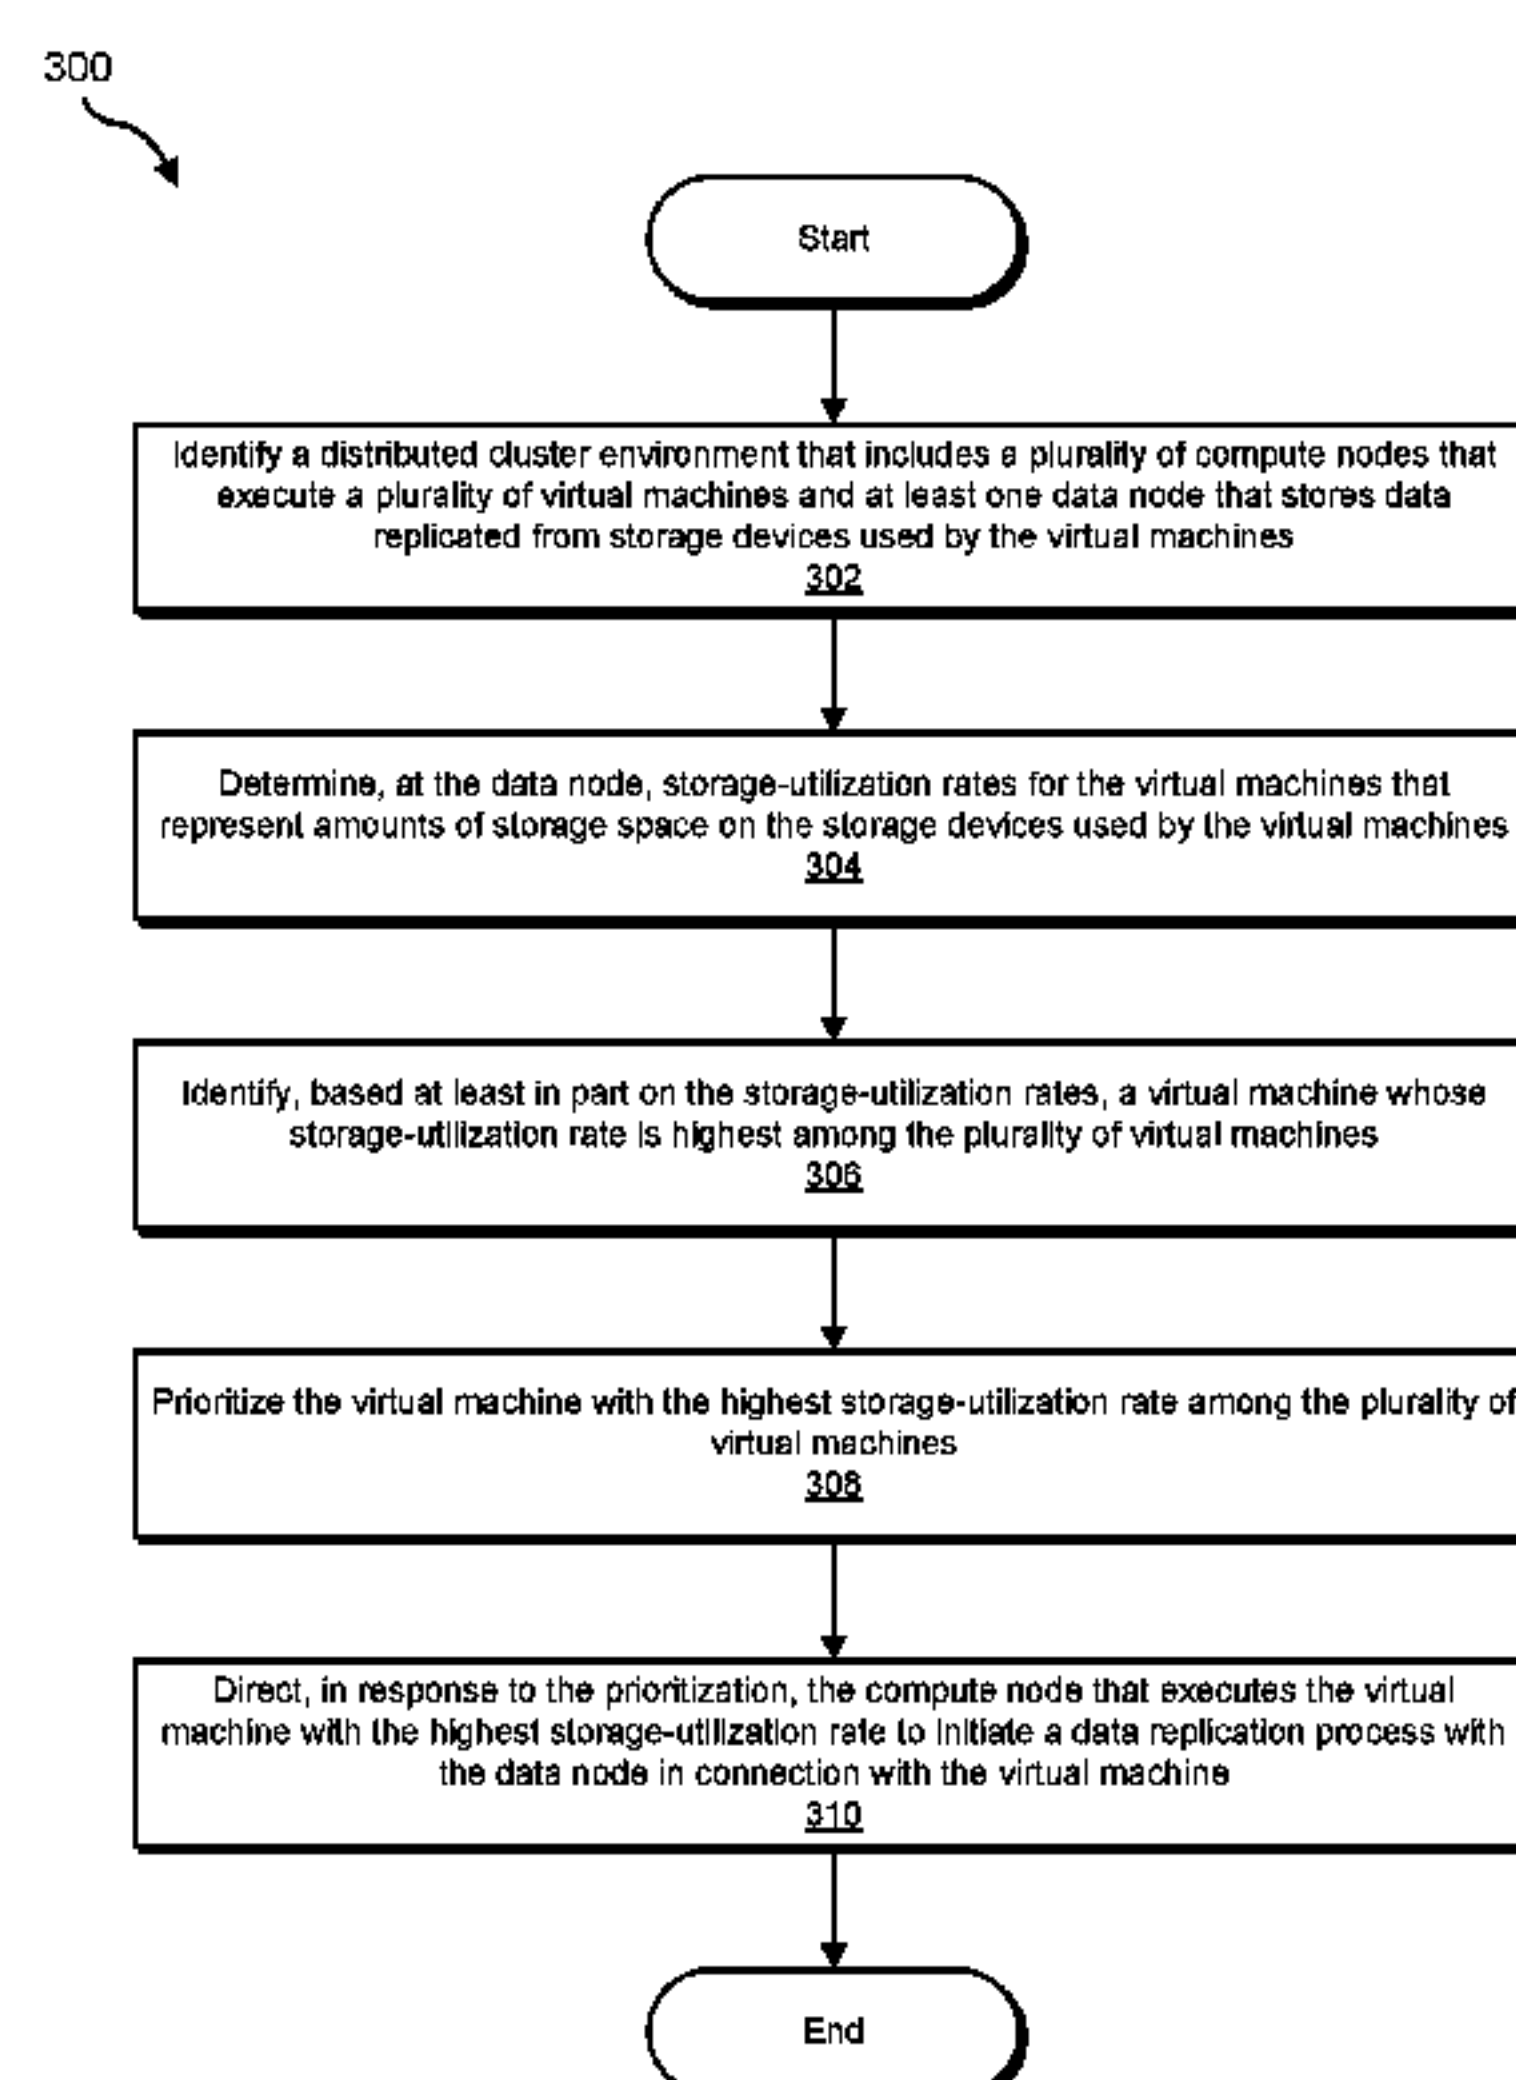 300
Start
Identify a distributed cluster environment that includes a plurality of compute nodes that
execute a plurality of virtual machines and at least one data node that stores data
replicated from storage devices used by the virtual machines
302
Determine, at the data node, storage-utilization rates for the virtual machines that
represent amounts of storage space on the storage devices used by the virtual machines
304
Identify, based at least in part on the storage-utilization rates, a virtual machine whose
storage-utilization rate is highest among the plurality of virtual machines
306
Prioritize the virtual machine with the highest storage-utilization rate among the plurality of
virtual machines
308
Direct, in response to the prioritization, the compute node that executes the virtual
machine with the highest storage-utilization rate to initiate a data replication process with
the data node in connection with the virtual machine
310
End